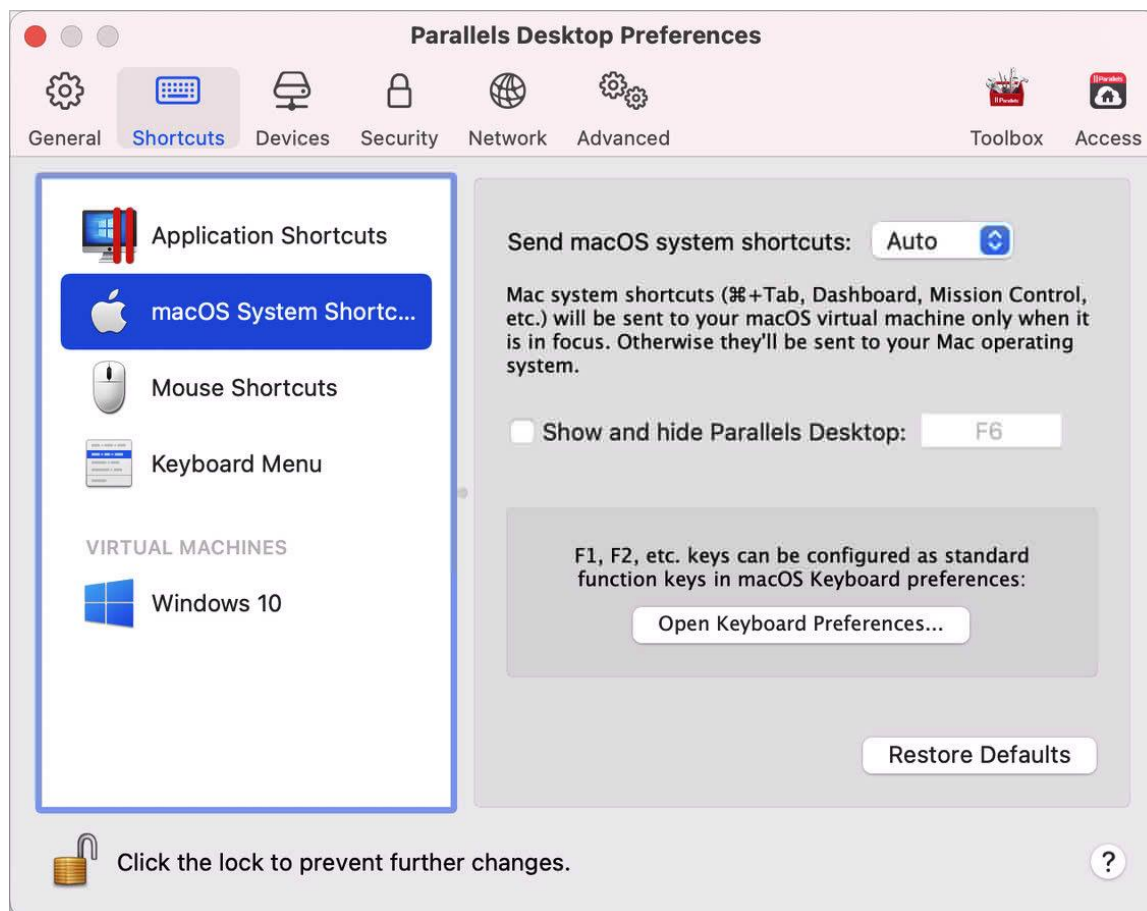 Parallels Desktop Preferences
General Shortcuts Devices Security Network Advanced Toolbox Access
|| Parallels
|| Parallels
Application Shortcuts
macOS System Shortc...
Mouse Shortcuts
Keyboard Menu
VIRTUAL MACHINES
Windows 10
Send macOS system shortcuts: Auto
Mac system shortcuts (⌘+Tab, Dashboard, Mission Control,
etc.) will be sent to your macOS virtual machine only when it
is in focus. Otherwise they'll be sent to your Mac operating
system.
Show and hide Parallels Desktop: F6
F1, F2, etc. keys can be configured as standard
function keys in macOS Keyboard preferences:
Open Keyboard Preferences...
Restore Defaults
Click the lock to prevent further changes.
?